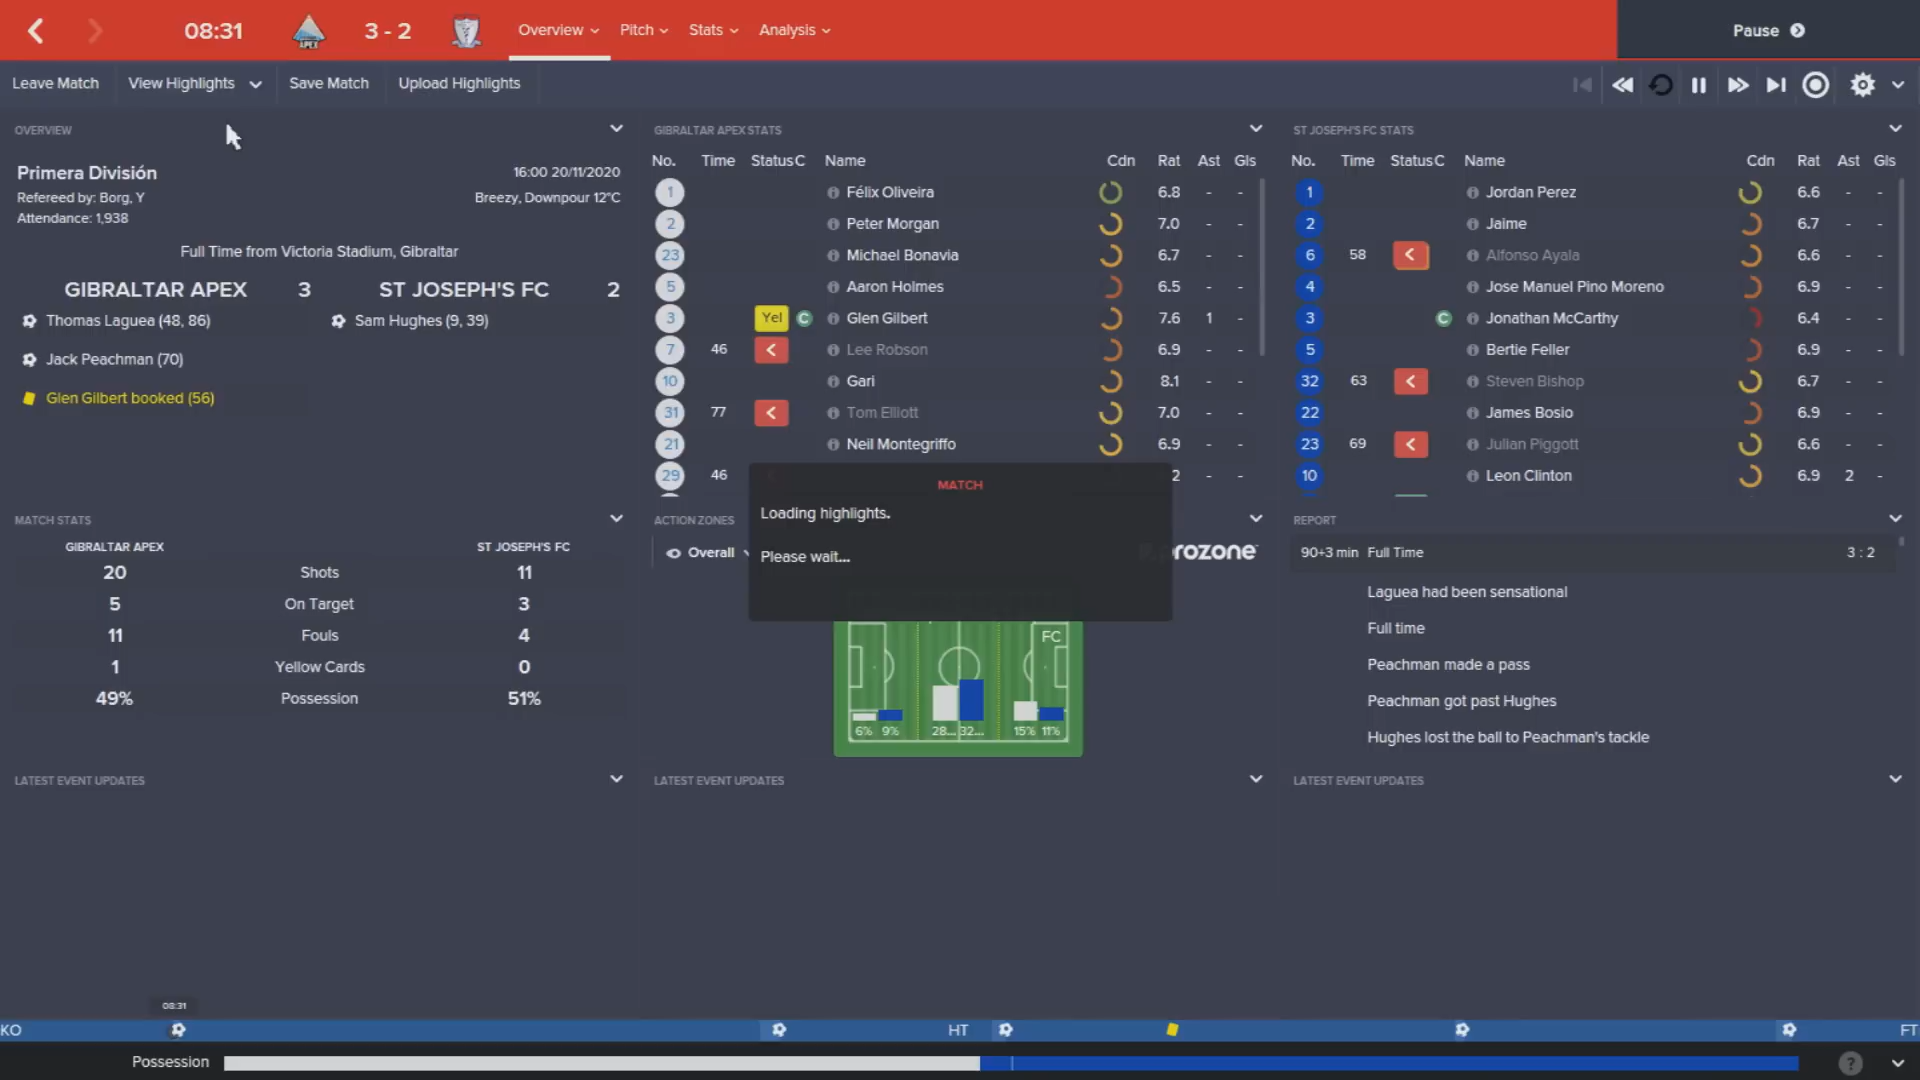 08:31
APEX
3 - 2
Overview
Pitch
Stats
Analysis
Pause
Leave Match
View Highlights
Save Match
Upload Highlights
OVERVIEW
Primera División
16:00 20/11/2020
Refereed by: Borg, Y
Breezy, Downpour 12°C
Attendance: 1,938
Full Time from Victoria Stadium, Gibraltar
GIBRALTAR APEX 3
ST JOSEPH'S FC 2
Thomas Laguea (48, 86)
Sam Hughes (9, 39)
Jack Peachman (70)
Glen Gilbert booked (56)
GIBRALTAR APEX STATS
No. Time Status C Name Cdn Rat Ast Gls
1 Félix Oliveira 6.8 - -
2 Peter Morgan 7.0 - -
23 Michael Bonavia 6.7 - -
5 Aaron Holmes 6.5 - -
3 Yel C Glen Gilbert 7.6 1 -
7 46 Lee Robson 6.9 - -
10 Gari 8.1 - -
31 77 Tom Elliott 7.0 - -
21 Neil Montegriffo 6.9 - -
29 46 2 - -
ST JOSEPH'S FC STATS
No. Time Status C Name Cdn Rat Ast Gls
1 Jordan Perez 6.6 - -
2 Jaime 6.7 - -
6 58 Alfonso Ayala 6.6 - -
4 Jose Manuel Pino Moreno 6.9 - -
3 C Jonathan McCarthy 6.4 - -
5 Bertie Feller 6.9 - -
32 63 Steven Bishop 6.7 - -
22 James Bosio 6.9 - -
23 69 Julian Piggott 6.6 - -
10 Leon Clinton 6.9 2 -
MATCH
Loading highlights.
Please wait...
MATCH STATS
GIBRALTAR APEX
ST JOSEPH'S FC
20 Shots 11
5 On Target 3
11 Fouls 4
1 Yellow Cards 0
49% Possession 51%
ACTION ZONES
Overall
rozone
FC
6% 9% 28... 32... 15% 11%
REPORT
90+3 min Full Time 3 : 2
Laguea had been sensational
Full time
Peachman made a pass
Peachman got past Hughes
Hughes lost the ball to Peachman's tackle
LATEST EVENT UPDATES
LATEST EVENT UPDATES
LATEST EVENT UPDATES
08:31
KO
HT
FT
Possession
?